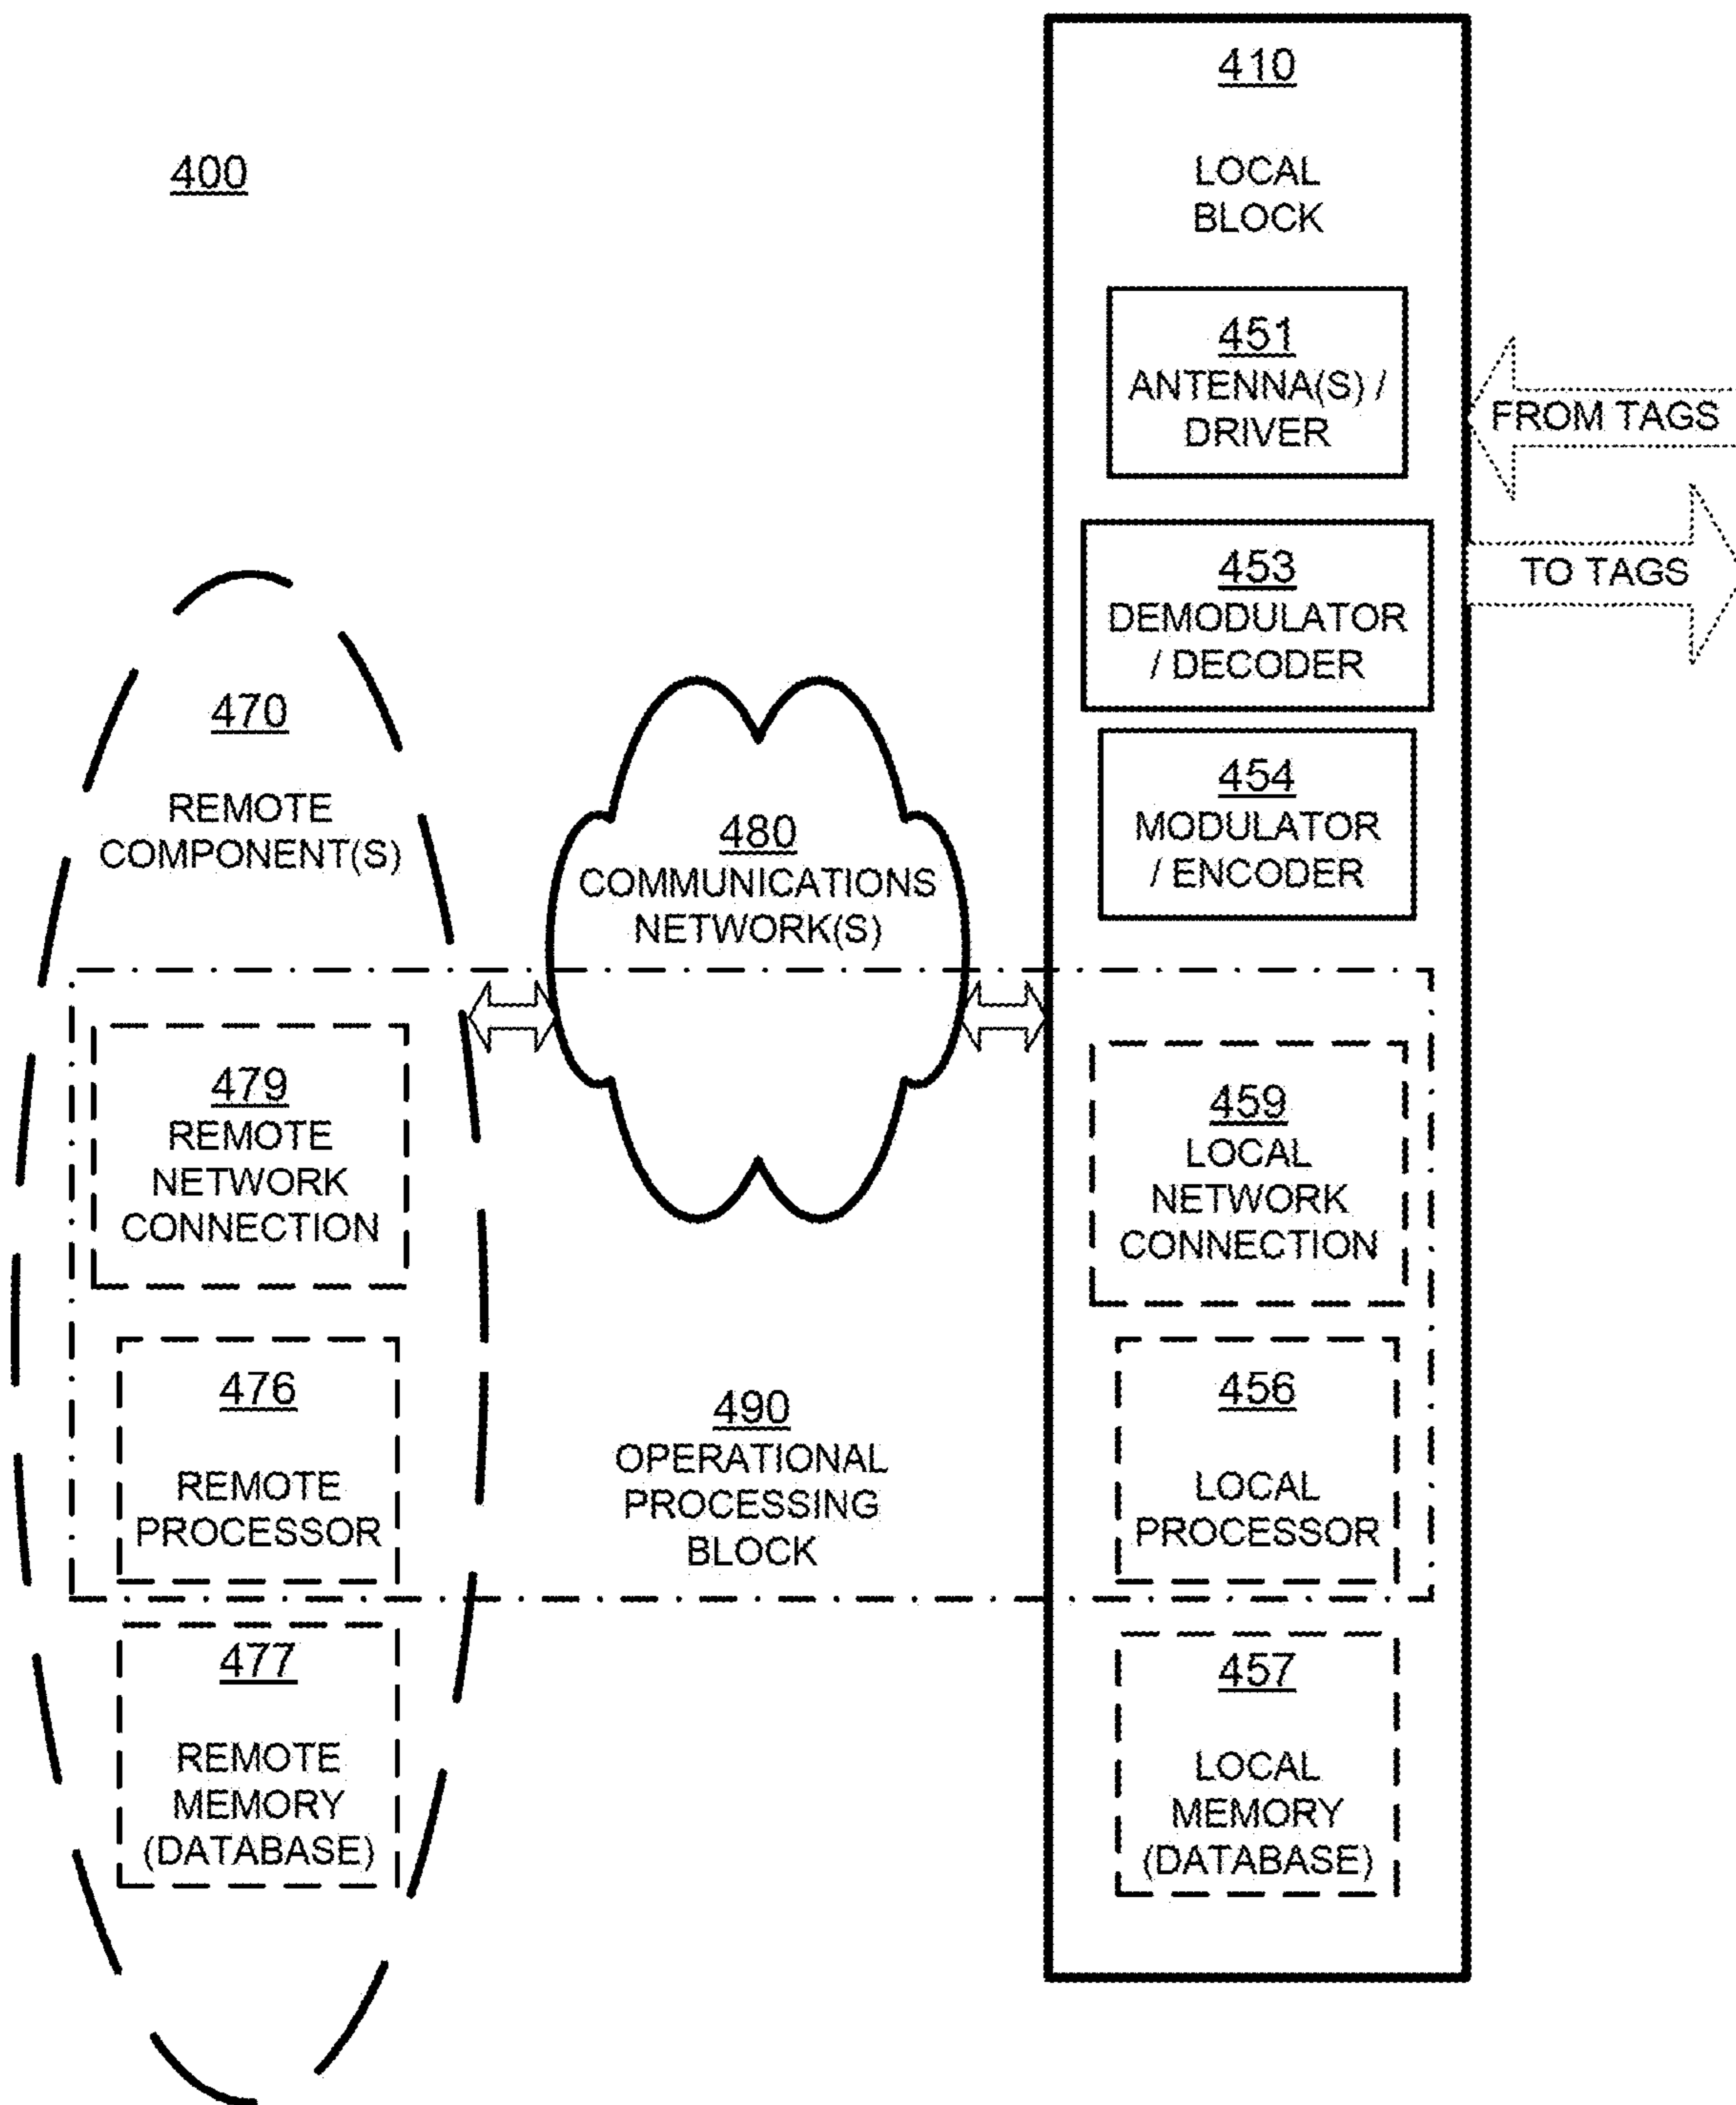 400
410
LOCAL
BLOCK
451
ANTENNA(S) /
DRIVER
FROM TAGS
453
DEMODULATOR
/ DECODER
TO TAGS
454
MODULATOR
/ ENCODER
470
REMOTE
COMPONENT(S)
480
COMMUNICATIONS
NETWORK(S)
479
REMOTE
NETWORK
CONNECTION
459
LOCAL
NETWORK
CONNECTION
476
REMOTE
PROCESSOR
490
OPERATIONAL
PROCESSING
BLOCK
456
LOCAL
PROCESSOR
477
REMOTE
MEMORY
(DATABASE)
457
LOCAL
MEMORY
(DATABASE)